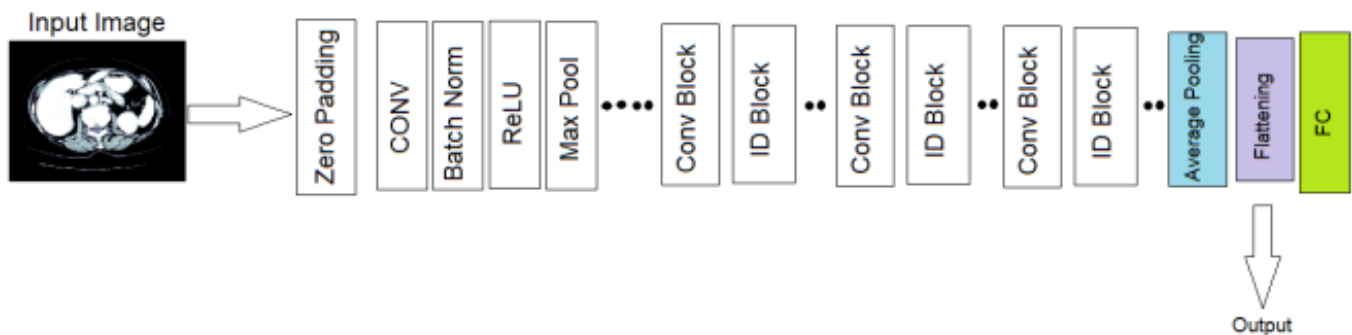 Input Image
Zero Padding
CONV
Batch Norm
ReLU
Max Pool
Conv Block
ID Block
Conv Block
ID Block
Conv Block
ID Block
Average Pooling
Flattening
FC
Output